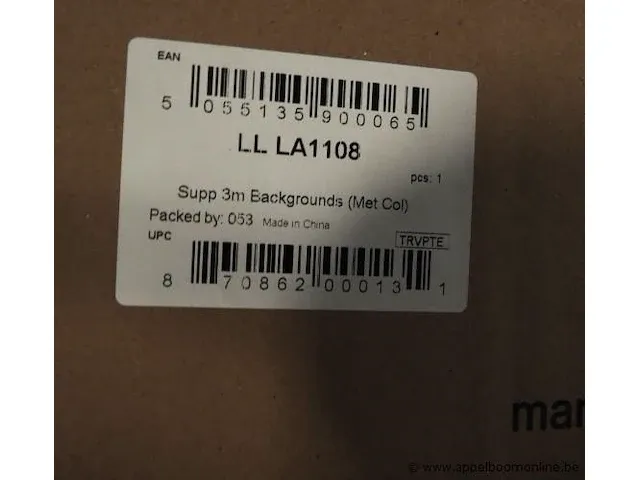 EAN
5 055135 900065
LL LA1108
pcs: 1
Supp 3m Backgrounds (Met Col)
Packed by: 053 Made in China
UPC
TRVPTE
8 70862 00013 1
mar
© www.appelboomonline.be